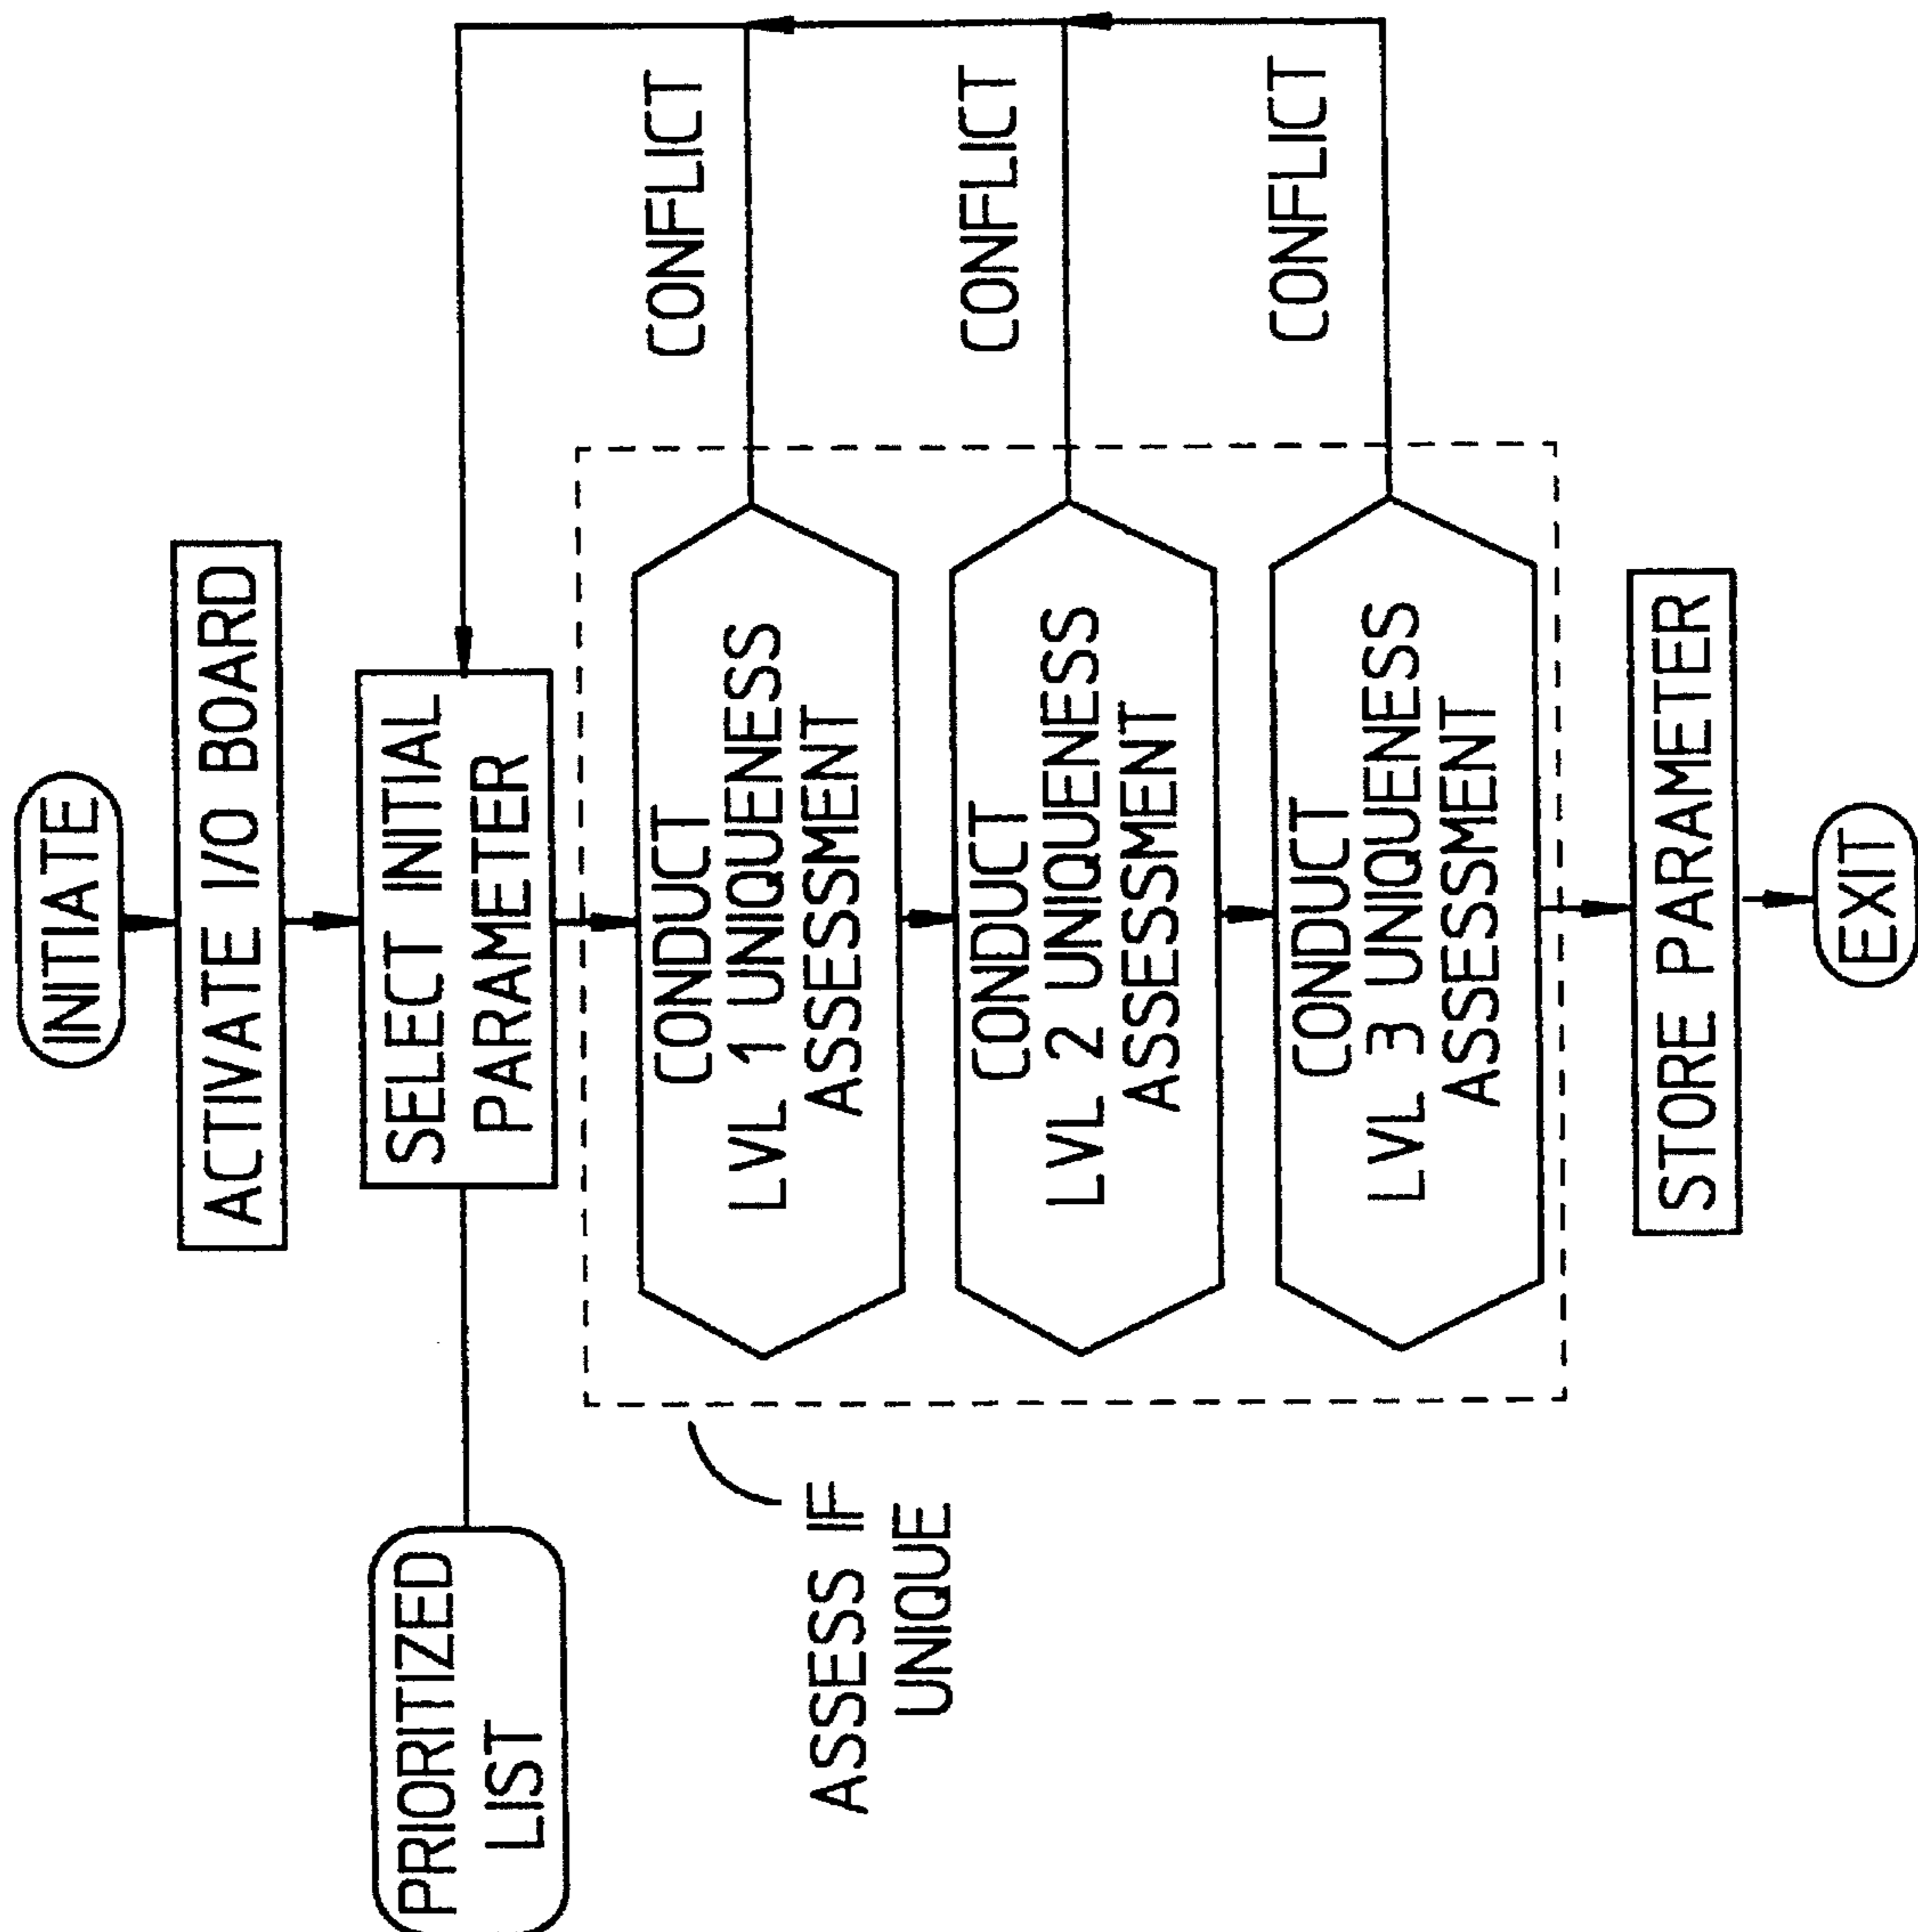 INITIATE
ACTIVATE I/O BOARD
PRIORITIZED
LIST
SELECT INITIAL
PARAMETER
CONDUCT
LVL 1 UNIQUENESS
ASSESSMENT
CONFLICT
ASSESS IF
UNIQUE
CONDUCT
LVL 2 UNIQUENESS
ASSESSMENT
CONFLICT
CONDUCT
LVL 3 UNIQUENESS
ASSESSMENT
CONFLICT
STORE PARAMETER
EXIT